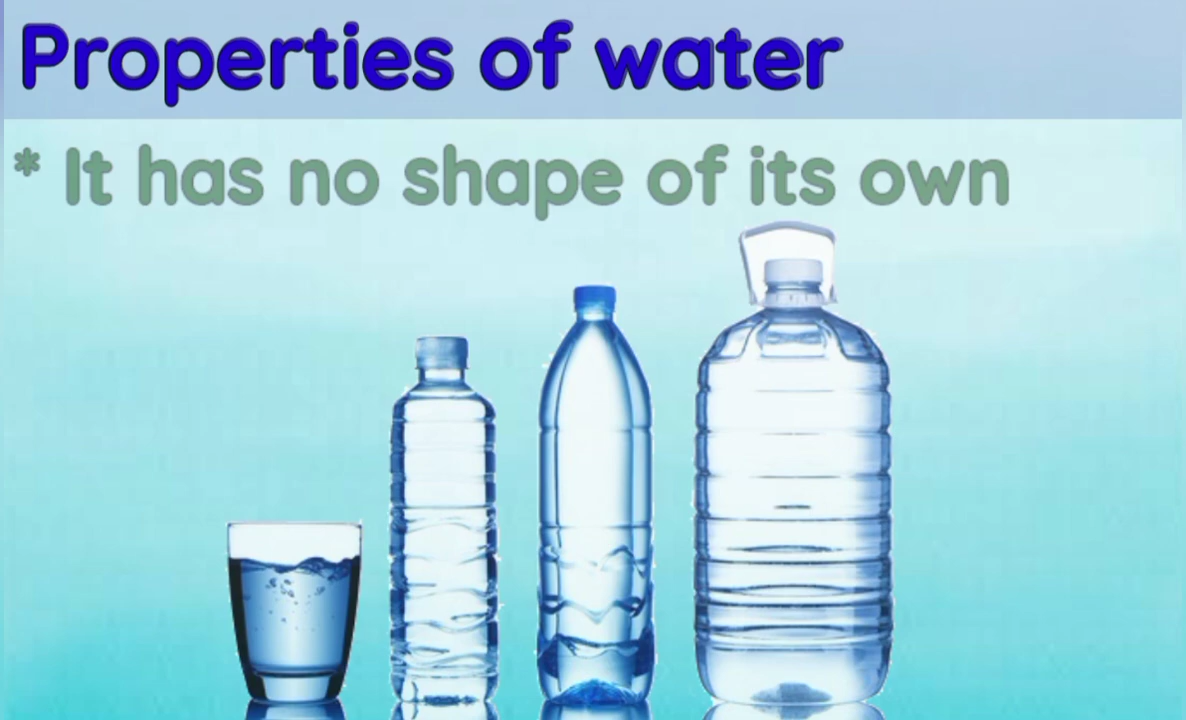 Properties of water
* It has no shape of its own